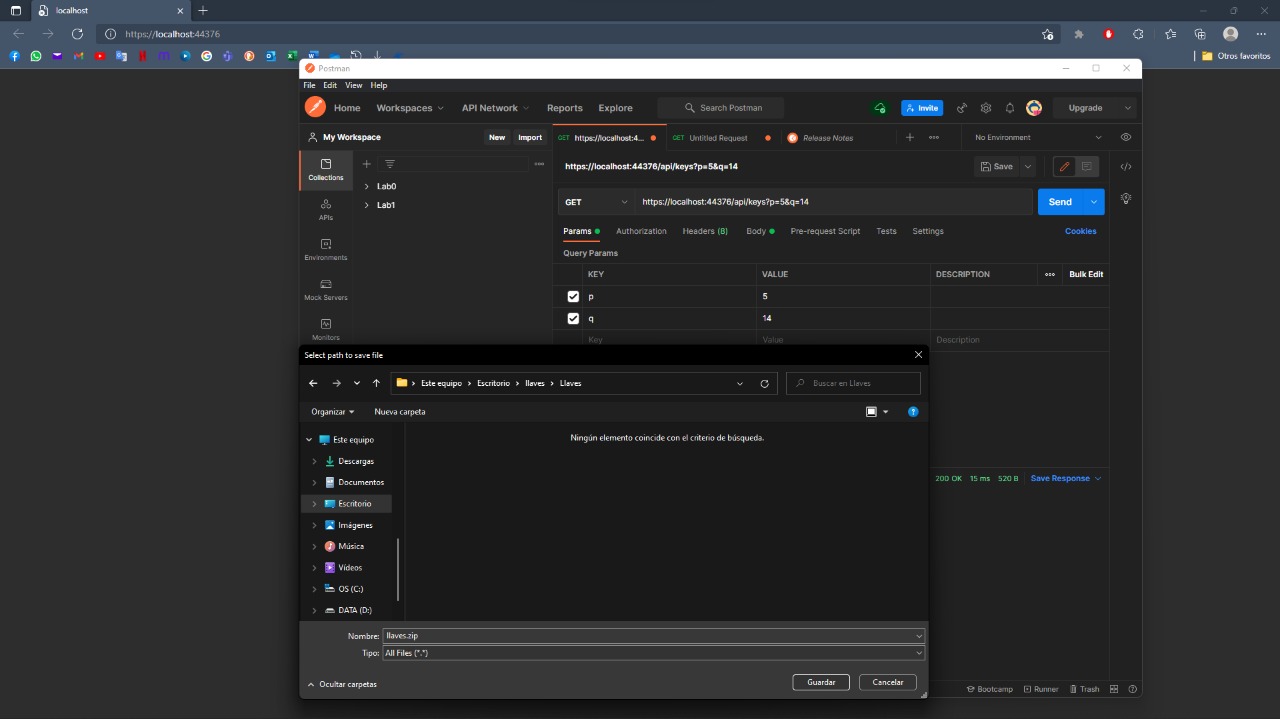 localhost
https://localhost:44376
Otros favoritos
Postman
File Edit View Help
Home Workspaces API Network Reports Explore Search Postman Invite Upgrade
My Workspace New Import
GET https://localhost:4... GET Untitled Request Release Notes No Environment
Collections
APIs
Environments
Mock Servers
Monitors
Lab0
Lab1
https://localhost:44376/api/keys?p=5&q=14 Save
GET https://localhost:44376/api/keys?p=5&q=14 Send
Params Authorization Headers (8) Body Pre-request Script Tests Settings Cookies
Query Params
KEY VALUE DESCRIPTION Bulk Edit
p 5
q 14
Key Value Description
Select path to save file
Este equipo Escritorio llaves Llaves Buscar en Llaves
Organizar Nueva carpeta
Este equipo
Descargas
Documentos
Escritorio
Imágenes
Música
Vídeos
OS (C:)
DATA (D:)
Ningún elemento coincide con el criterio de búsqueda.
200 OK 15 ms 520 B Save Response
Nombre: llaves.zip
Tipo: All Files (*.*)
Ocultar carpetas Guardar Cancelar
Bootcamp Runner Trash